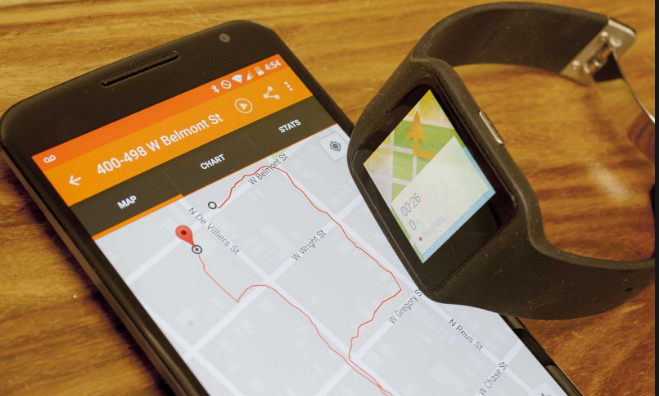 4:54
400-498 W Belmont St
MAP
CHART
STATS
W Belmont St
N De Villiers St
W Wright St
W Gregory S
N Reus St
W Chase St
00:26
0